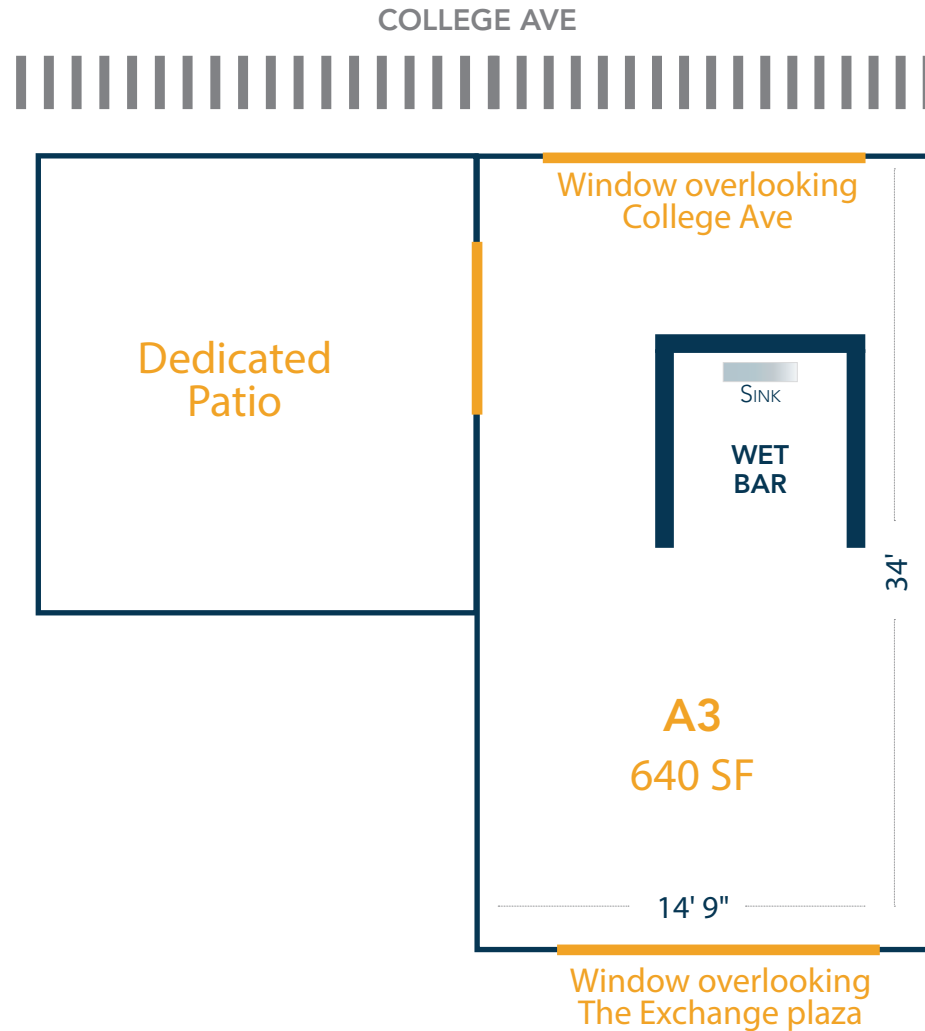 COLLEGE AVE
Window overlooking
College Ave
Dedicated
Patio
SINK
WET
BAR
34'
A3
640 SF
14' 9"
Window overlooking
The Exchange plaza